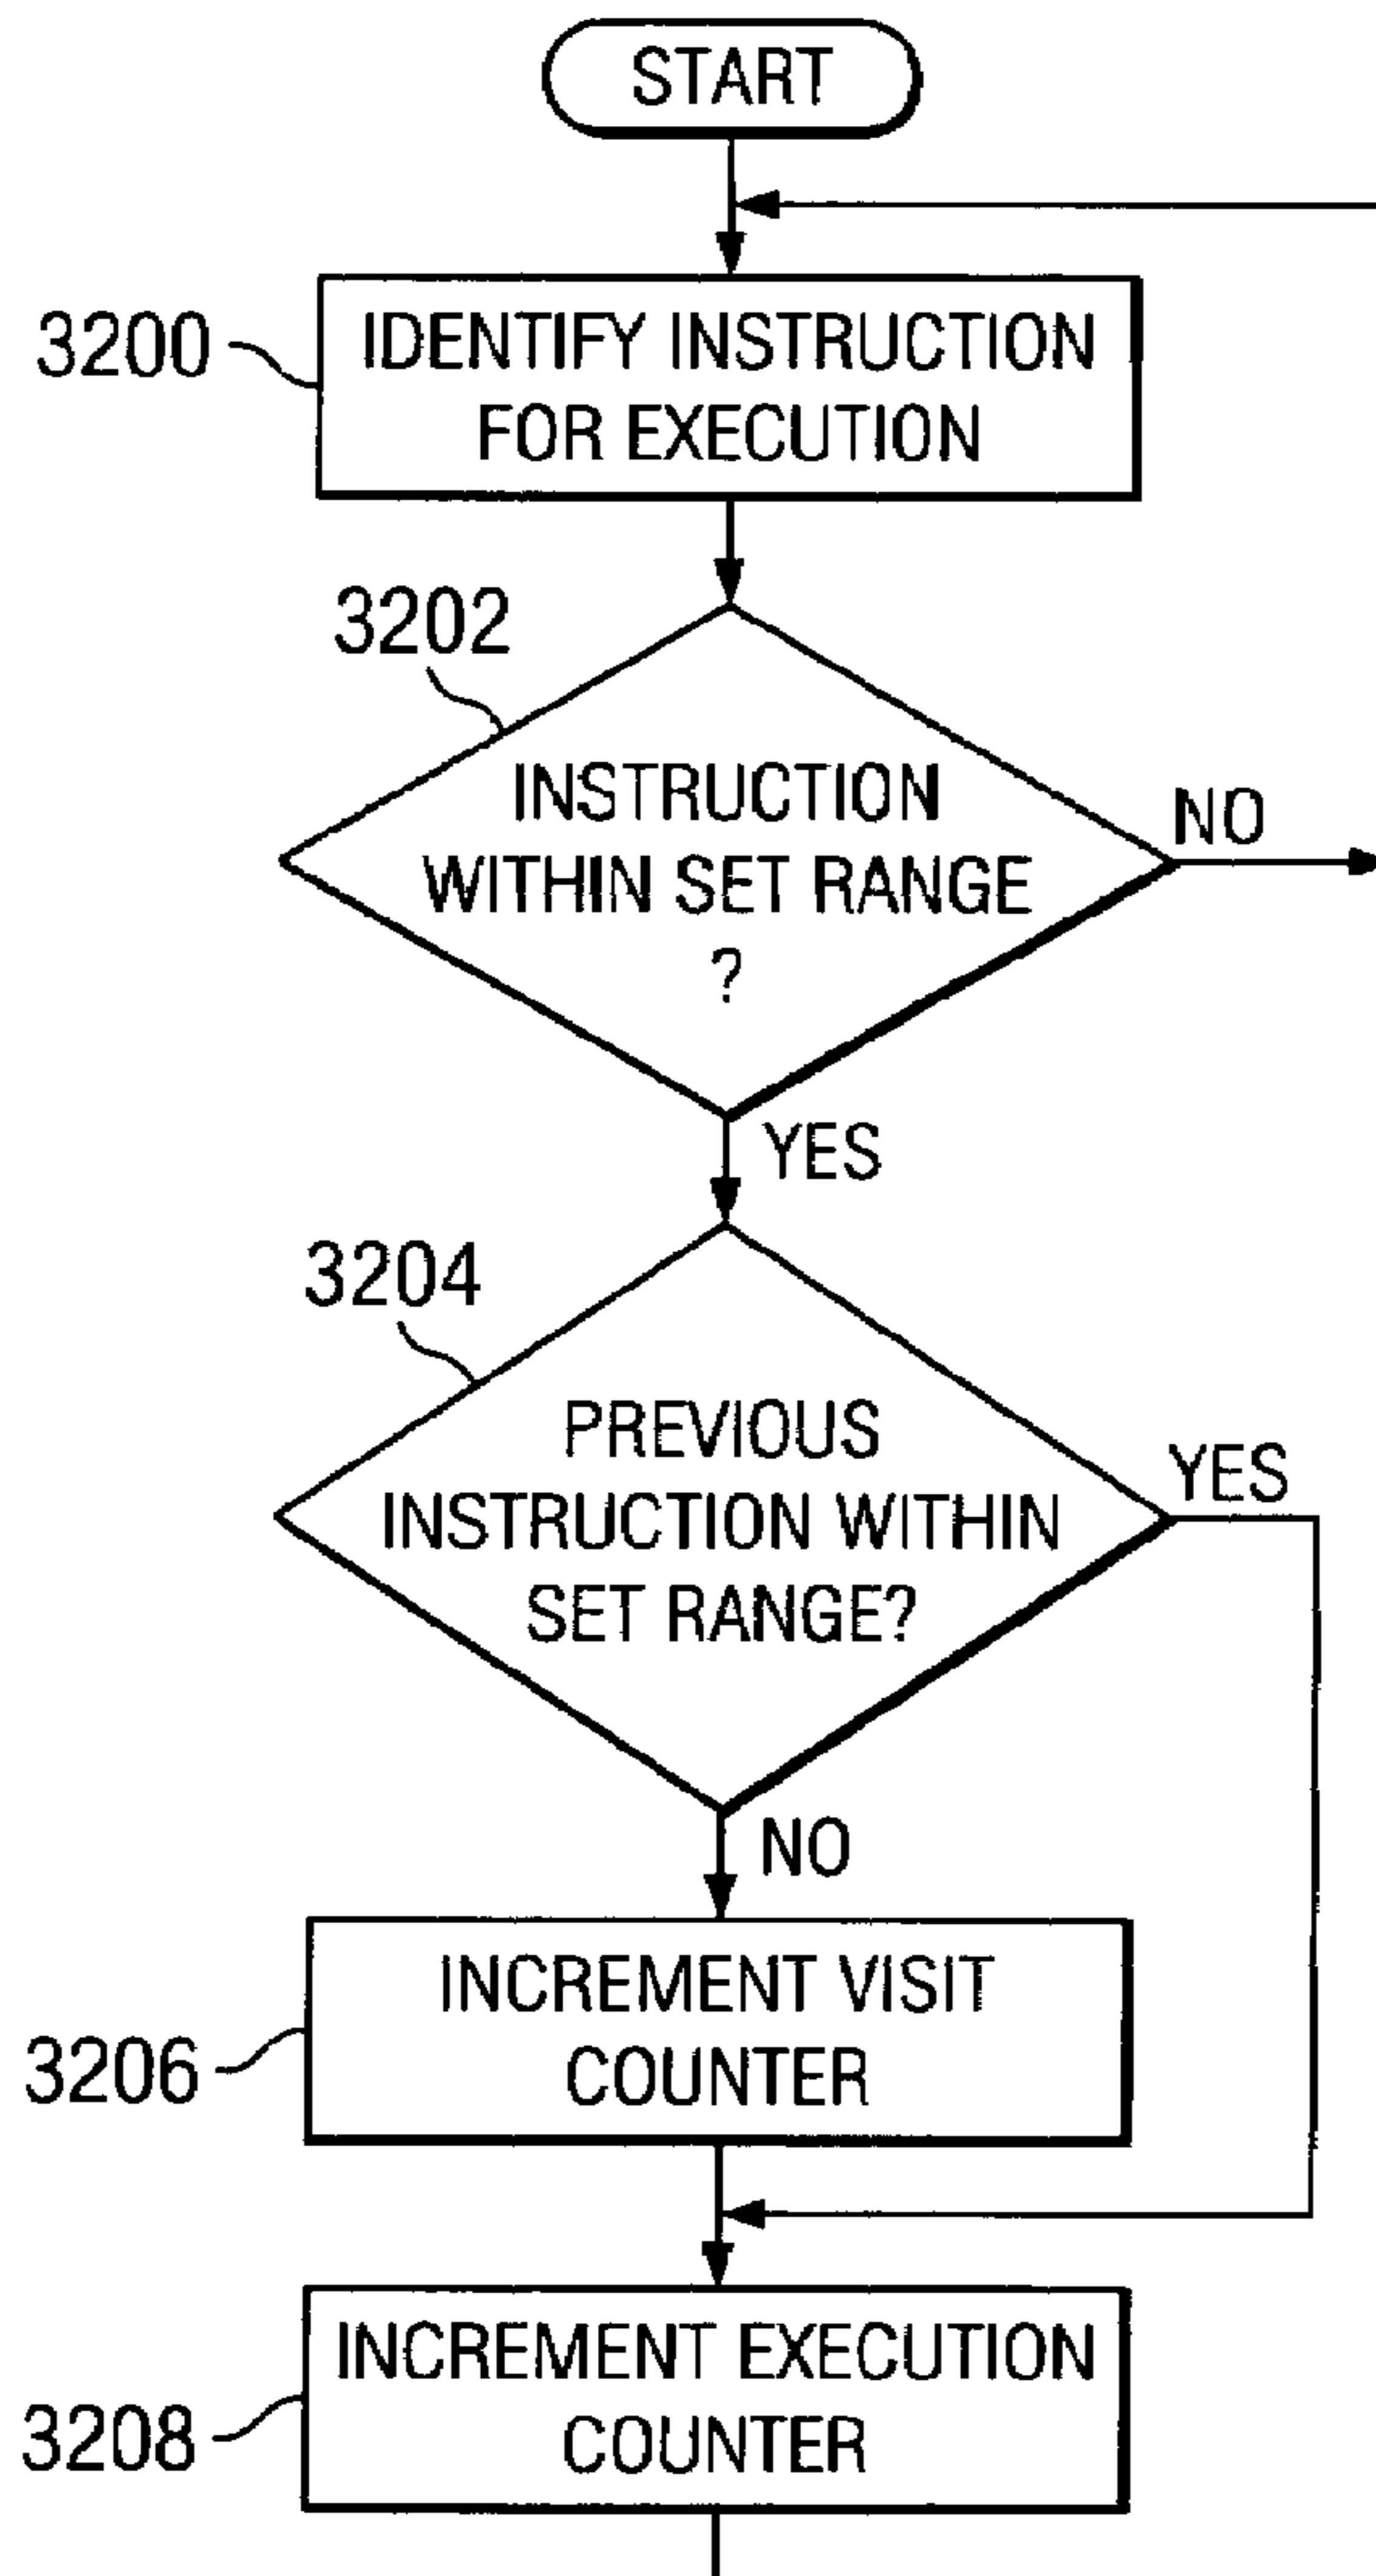 START
3200
IDENTIFY INSTRUCTION
FOR EXECUTION
3202
INSTRUCTION
WITHIN SET RANGE
?
NO
YES
3204
PREVIOUS
INSTRUCTION WITHIN
SET RANGE?
YES
NO
3206
INCREMENT VISIT
COUNTER
3208
INCREMENT EXECUTION
COUNTER